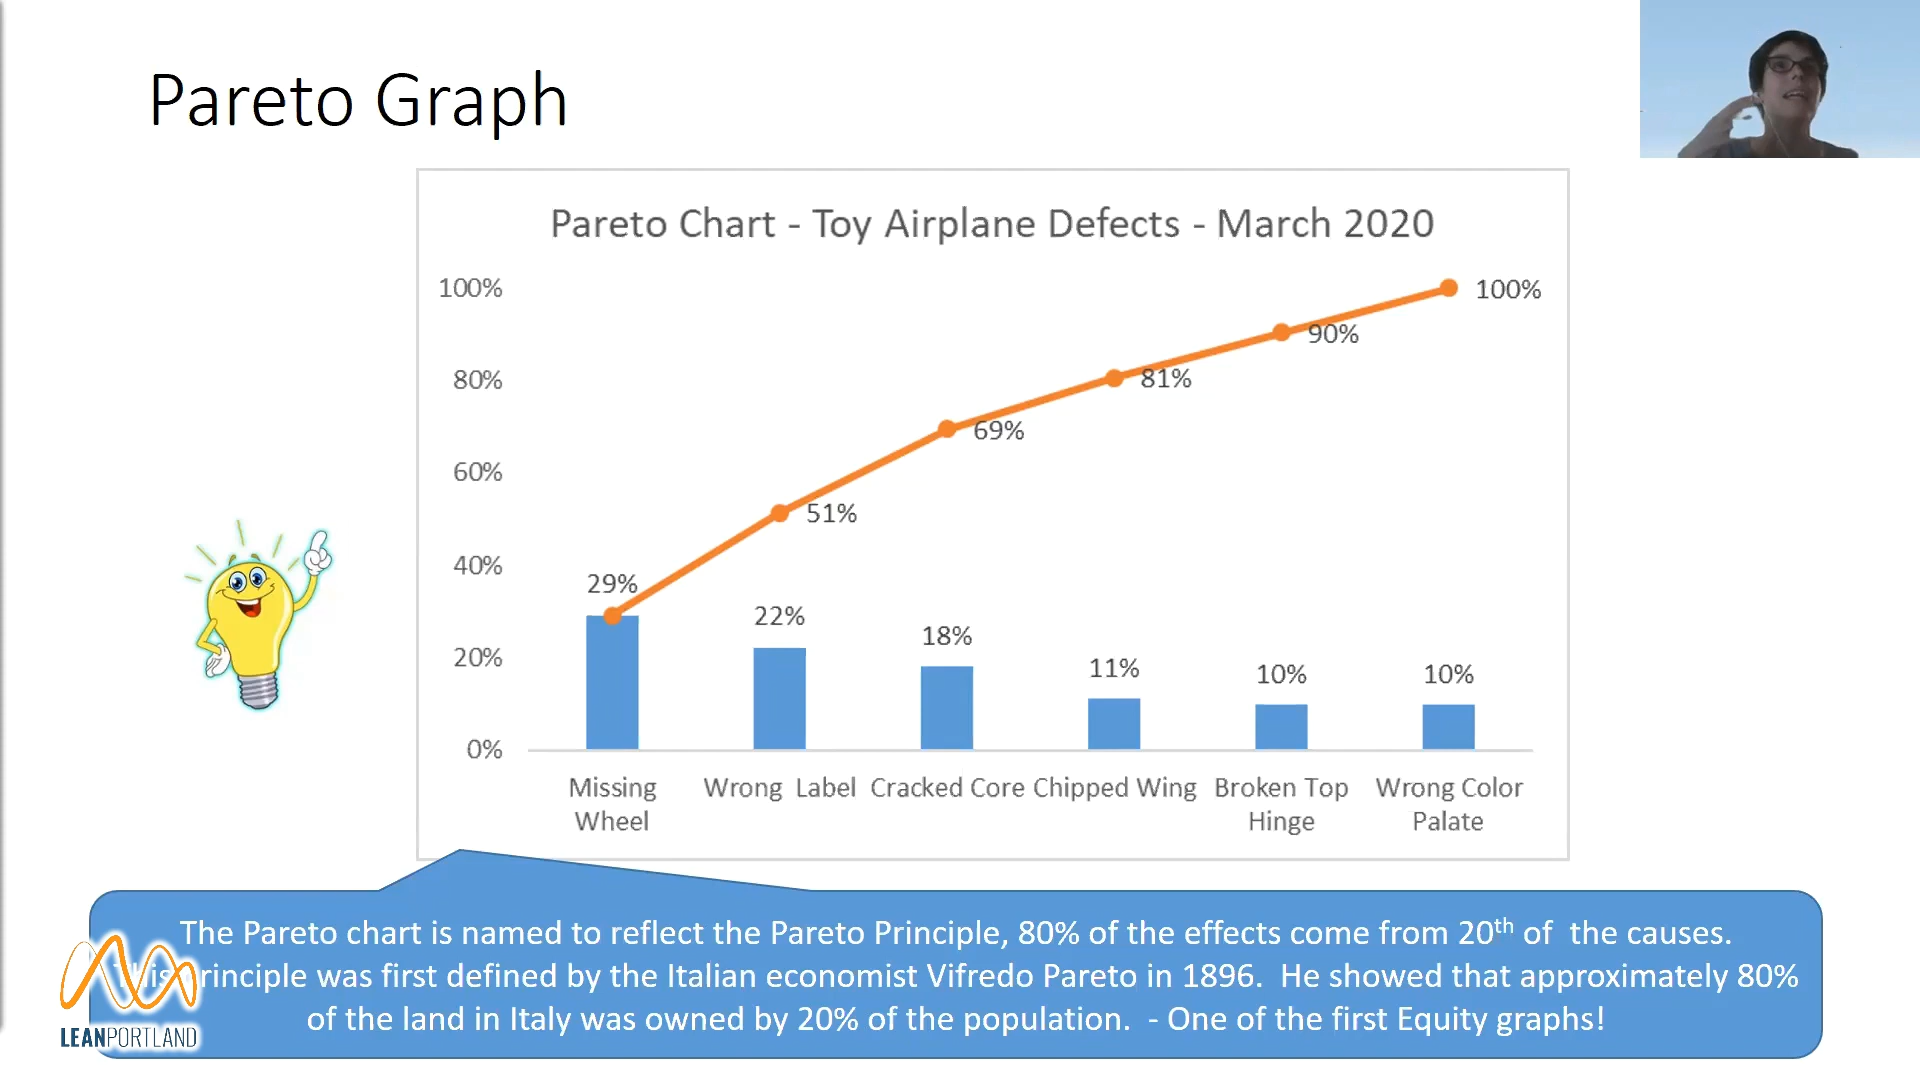 Pareto Graph
Pareto Chart - Toy Airplane Defects - March 2020
100%
80%
60%
40%
20%
0%
29%
51%
69%
81%
90%
100%
22%
18%
11%
10%
10%
Missing Wheel
Wrong Label
Cracked Core
Chipped Wing
Broken Top Hinge
Wrong Color Palate
The Pareto chart is named to reflect the Pareto Principle, 80% of the effects come from 20th of the causes.
This principle was first defined by the Italian economist Vifredo Pareto in 1896. He showed that approximately 80%
of the land in Italy was owned by 20% of the population. - One of the first Equity graphs!
LEANPORTLAND